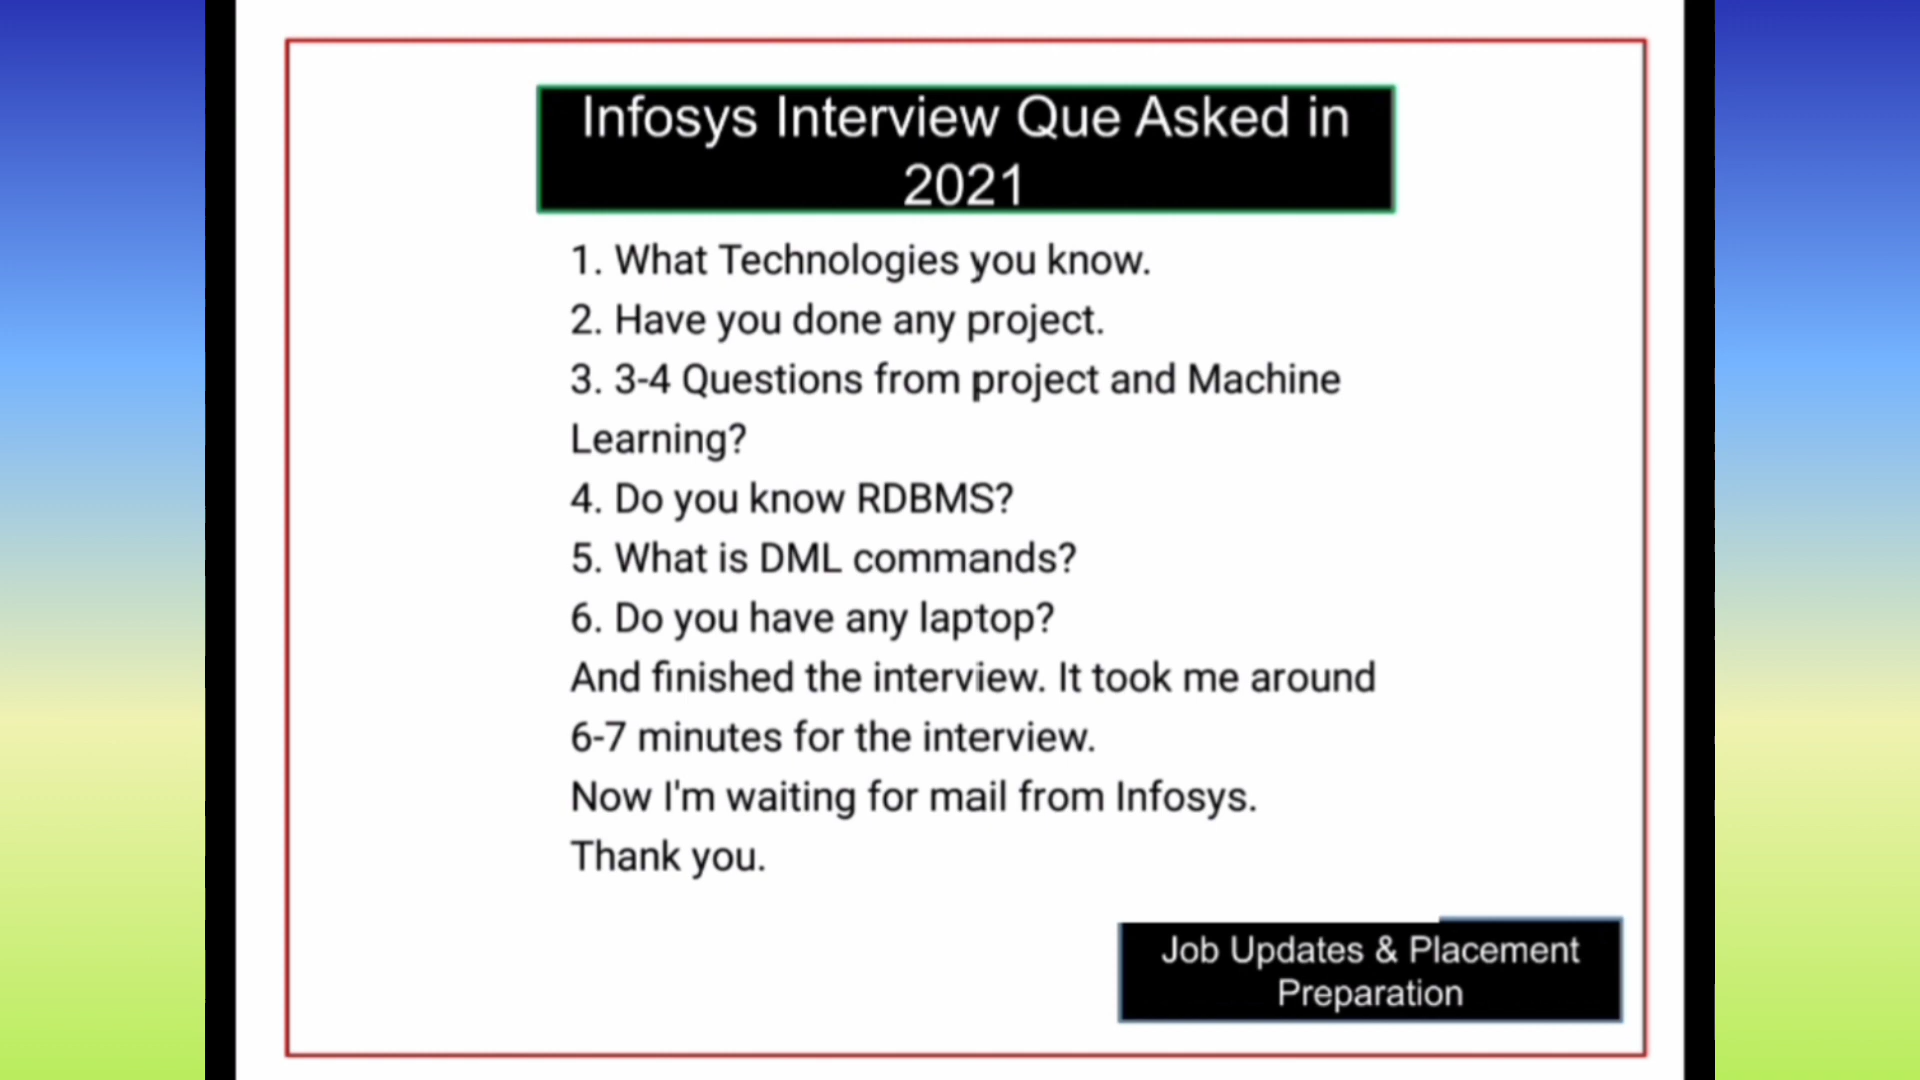 Infosys Interview Que Asked in
2021
1. What Technologies you know.
2. Have you done any project.
3. 3-4 Questions from project and Machine
Learning?
4. Do you know RDBMS?
5. What is DML commands?
6. Do you have any laptop?
And finished the interview. It took me around
6-7 minutes for the interview.
Now I'm waiting for mail from Infosys.
Thank you.
Job Updates & Placement
Preparation